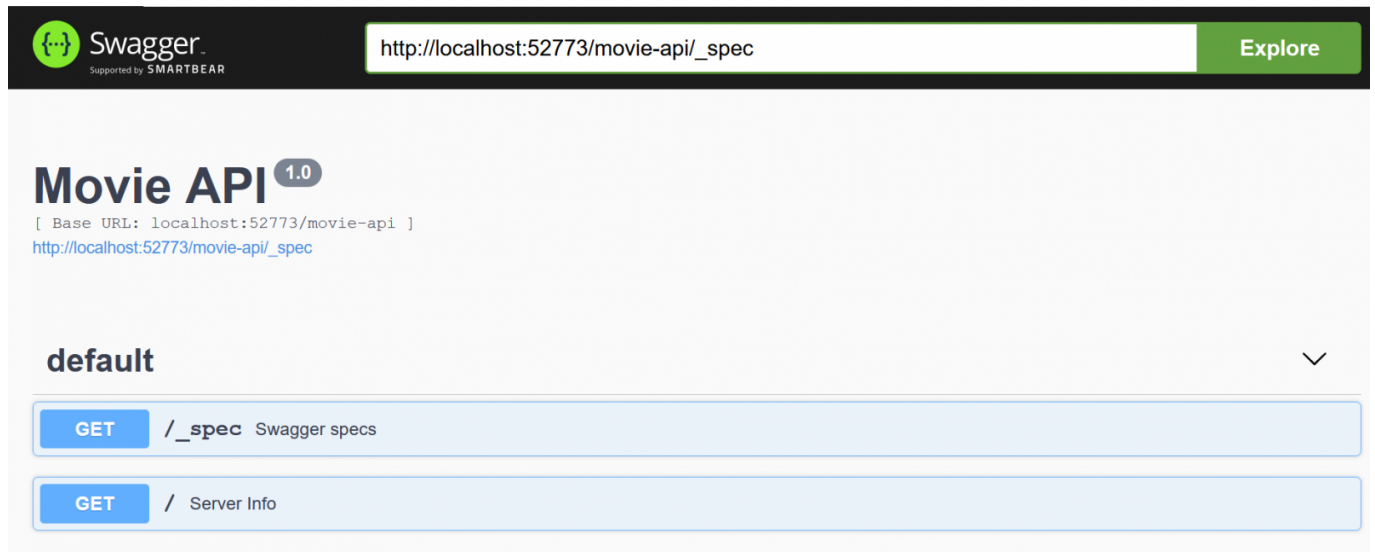 {··} Swagger.
Supported by SMARTBEAR
http://localhost:52773/movie-api/_spec
Explore
Movie API 1.0
[ Base URL: localhost:52773/movie-api ]
http://localhost:52773/movie-api/_spec
default
GET /_spec Swagger specs
GET / Server Info